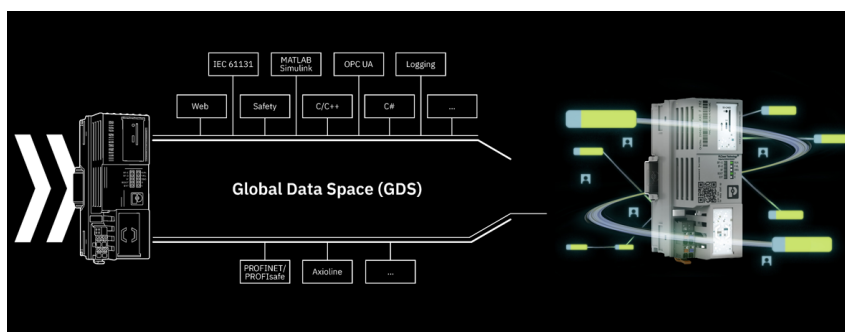 IEC 61131
MATLAB
Simulink
OPC UA
Logging
Web
Safety
C/C++
C#
...
Global Data Space (GDS)
PROFINET/
PROFIsafe
Axioline
...